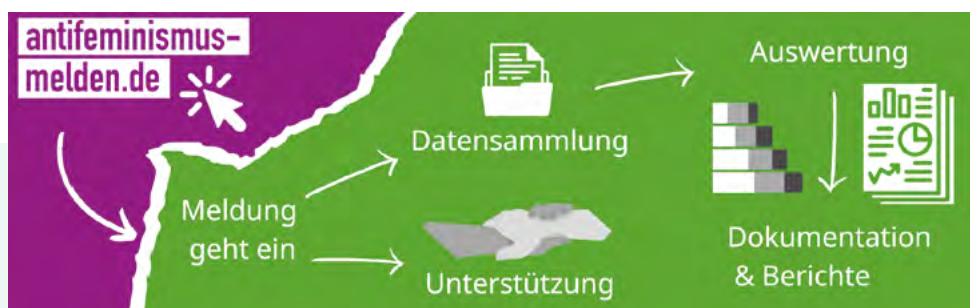 antifeminismus-
melden.de
Meldung
geht ein
Datensammlung
Unterstützung
Auswertung
Dokumentation
& Berichte